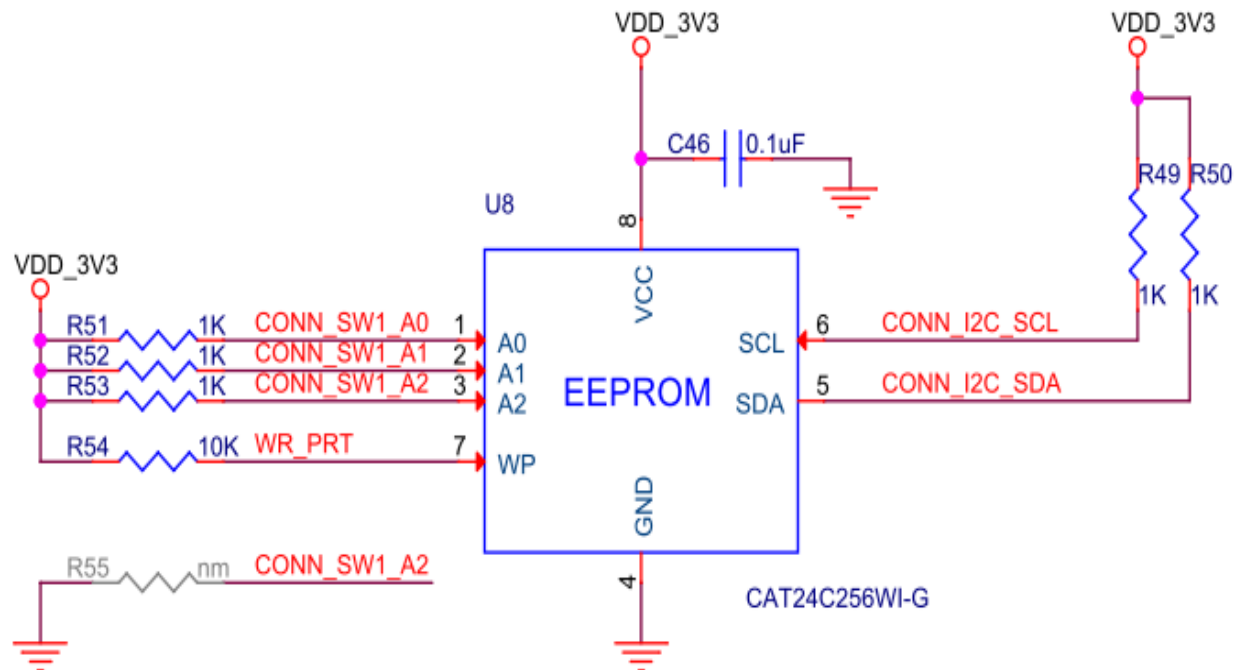 VDD_3V3
VDD_3V3
C46 0.1uF
R49 R50
U8
8
VDD_3V3
VCC
1K 1K
R51 1K CONN_SW1_A0 1 A0
SCL 6 CONN_I2C_SCL
R52 1K CONN_SW1_A1 2 A1
R53 1K CONN_SW1_A2 3 A2
EEPROM
SDA 5 CONN_I2C_SDA
R54 10K WR_PRT 7 WP
GND
R55 nm CONN_SW1_A2
4
CAT24C256WI-G